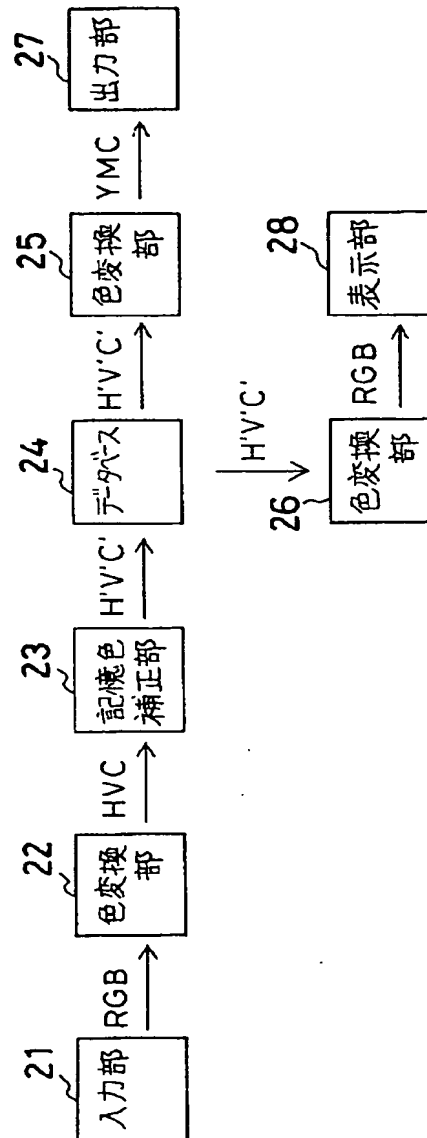 21
入力部
RGB
22
色変換
部
HVC
23
記憶色
補正部
H'V'C'
24
データベース
H'V'C'
25
色変換
部
YMC
27
出力部
H'V'C'
26
色変換
部
RGB
28
表示部